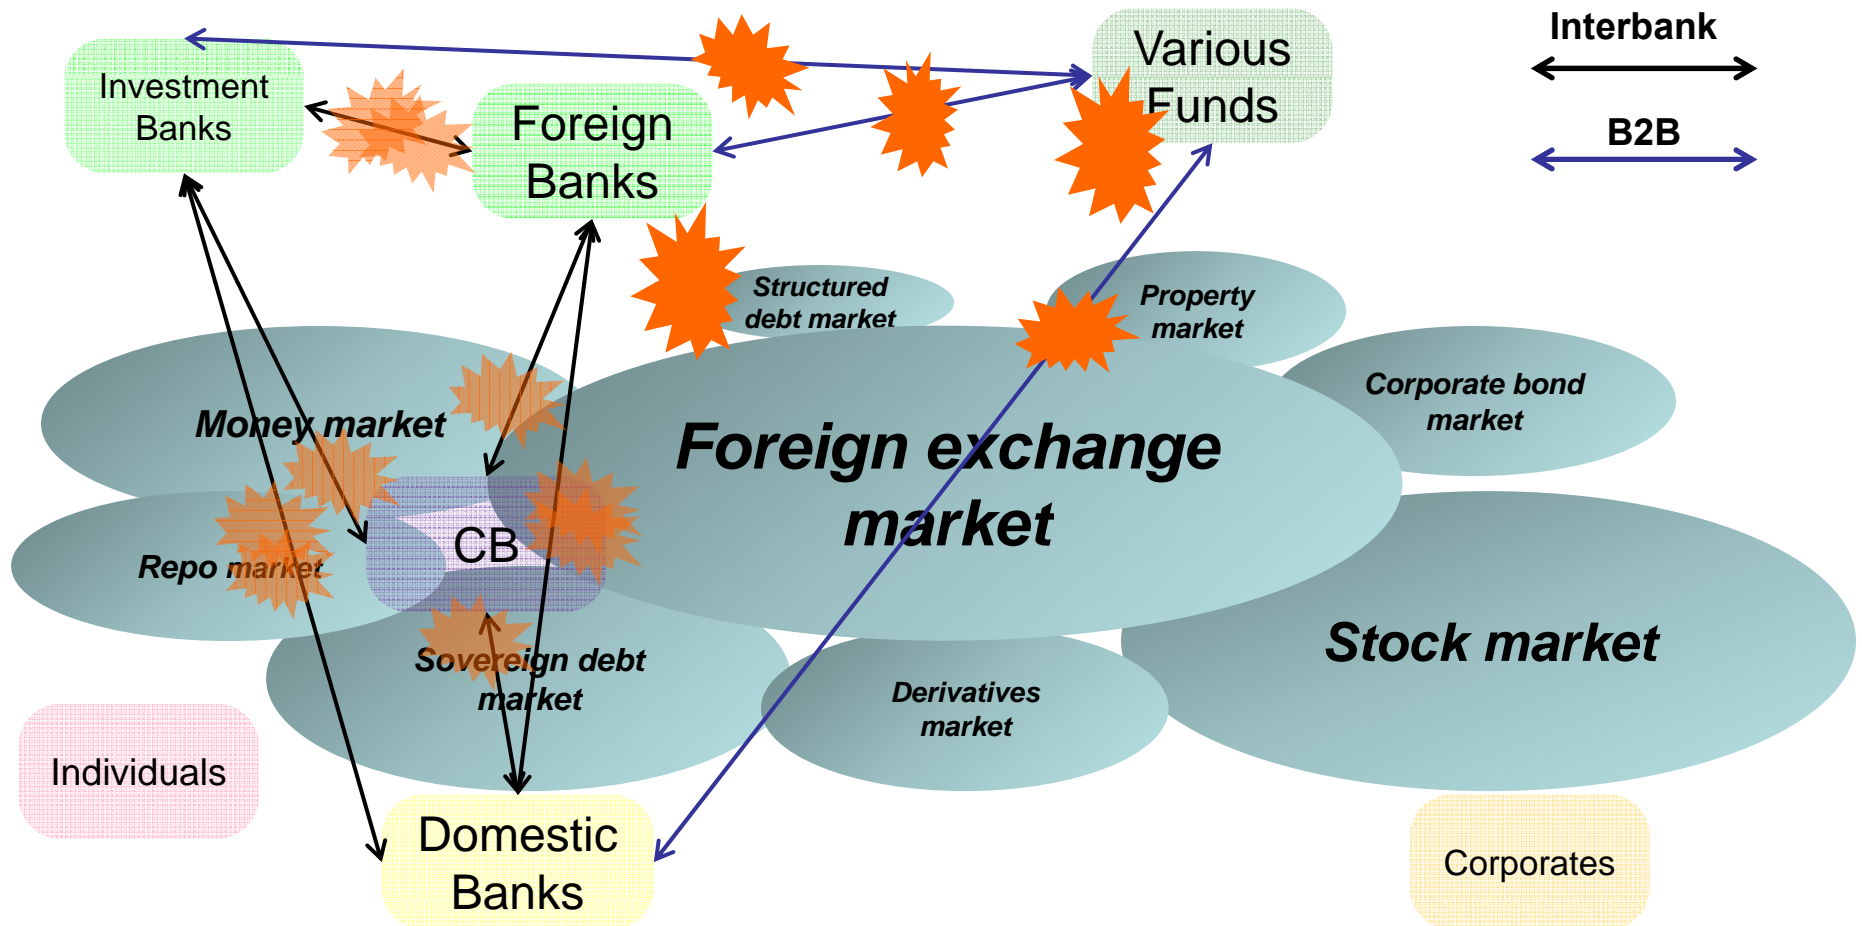 Interbank
B2B
Investment
Banks
Foreign
Banks
Various
Funds
Structured
debt market
Property
market
Corporate bond
market
Money market
Foreign exchange
market
Repo market
CB
Sovereign debt
market
Derivatives
market
Stock market
Individuals
Domestic
Banks
Corporates